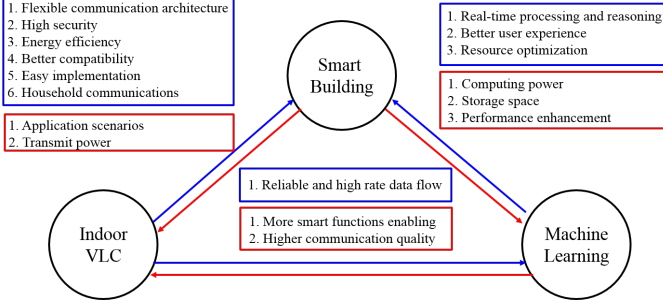 1. Flexible communication architecture
2. High security
3. Energy efficiency
4. Better compatibility
5. Easy implementation
6. Household communications
1. Application scenarios
2. Transmit power
Smart
Building
1. Real-time processing and reasoning
2. Better user experience
3. Resource optimization
1. Computing power
2. Storage space
3. Performance enhancement
1. Reliable and high rate data flow
1. More smart functions enabling
2. Higher communication quality
Indoor
VLC
Machine
Learning